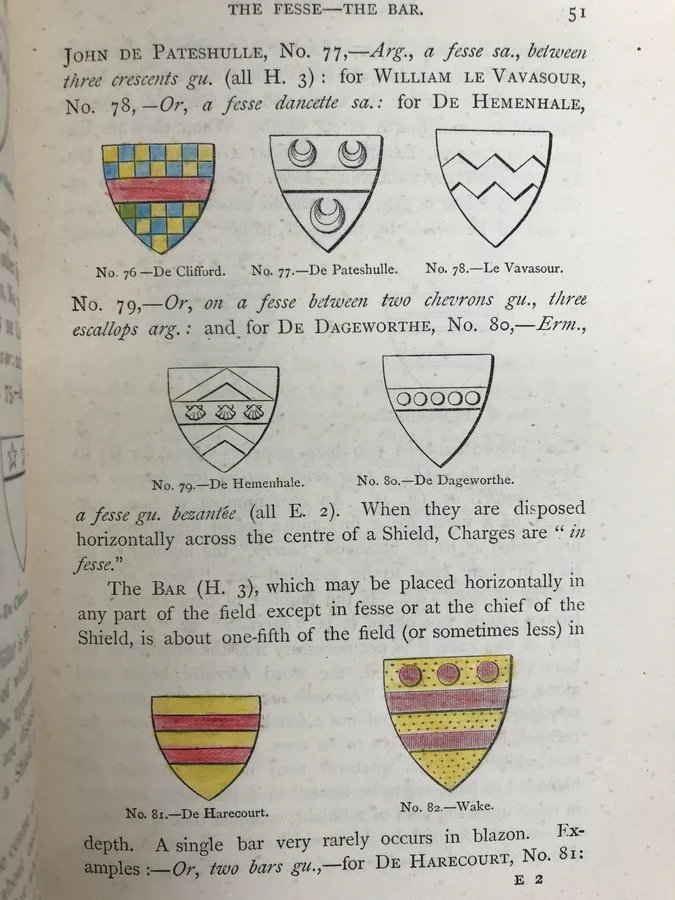 THE FESSE—THE BAR. 51
JOHN DE PATESHULLE, No. 77,—Arg., a fesse sa., between
three crescents gu. (all H. 3): for WILLIAM LE VAVASOUR,
No. 78,—Or, a fesse dancette sa.: for DE HEMENHALE,
No. 76—De Clifford. No. 77.—De Pateshulle. No. 78.—Le Vavasour.
No. 79,—Or, on a fesse between two chevrons gu., three
escallops arg.: and for DE DAGEWORTHE, No. 80,—Erm.,
No. 79.—De Hemenhale. No. 80.—De Dageworthe.
a fesse gu. bezantée (all E. 2). When they are disposed
horizontally across the centre of a Shield, Charges are "in
fesse."
The BAR (H. 3), which may be placed horizontally in
any part of the field except in fesse or at the chief of the
Shield, is about one-fifth of the field (or sometimes less) in
No. 81.—De Harecourt. No. 82.—Wake.
depth. A single bar very rarely occurs in blazon. Ex-
amples:—Or, two bars gu.,—for DE HARECOURT, No. 81:
E 2